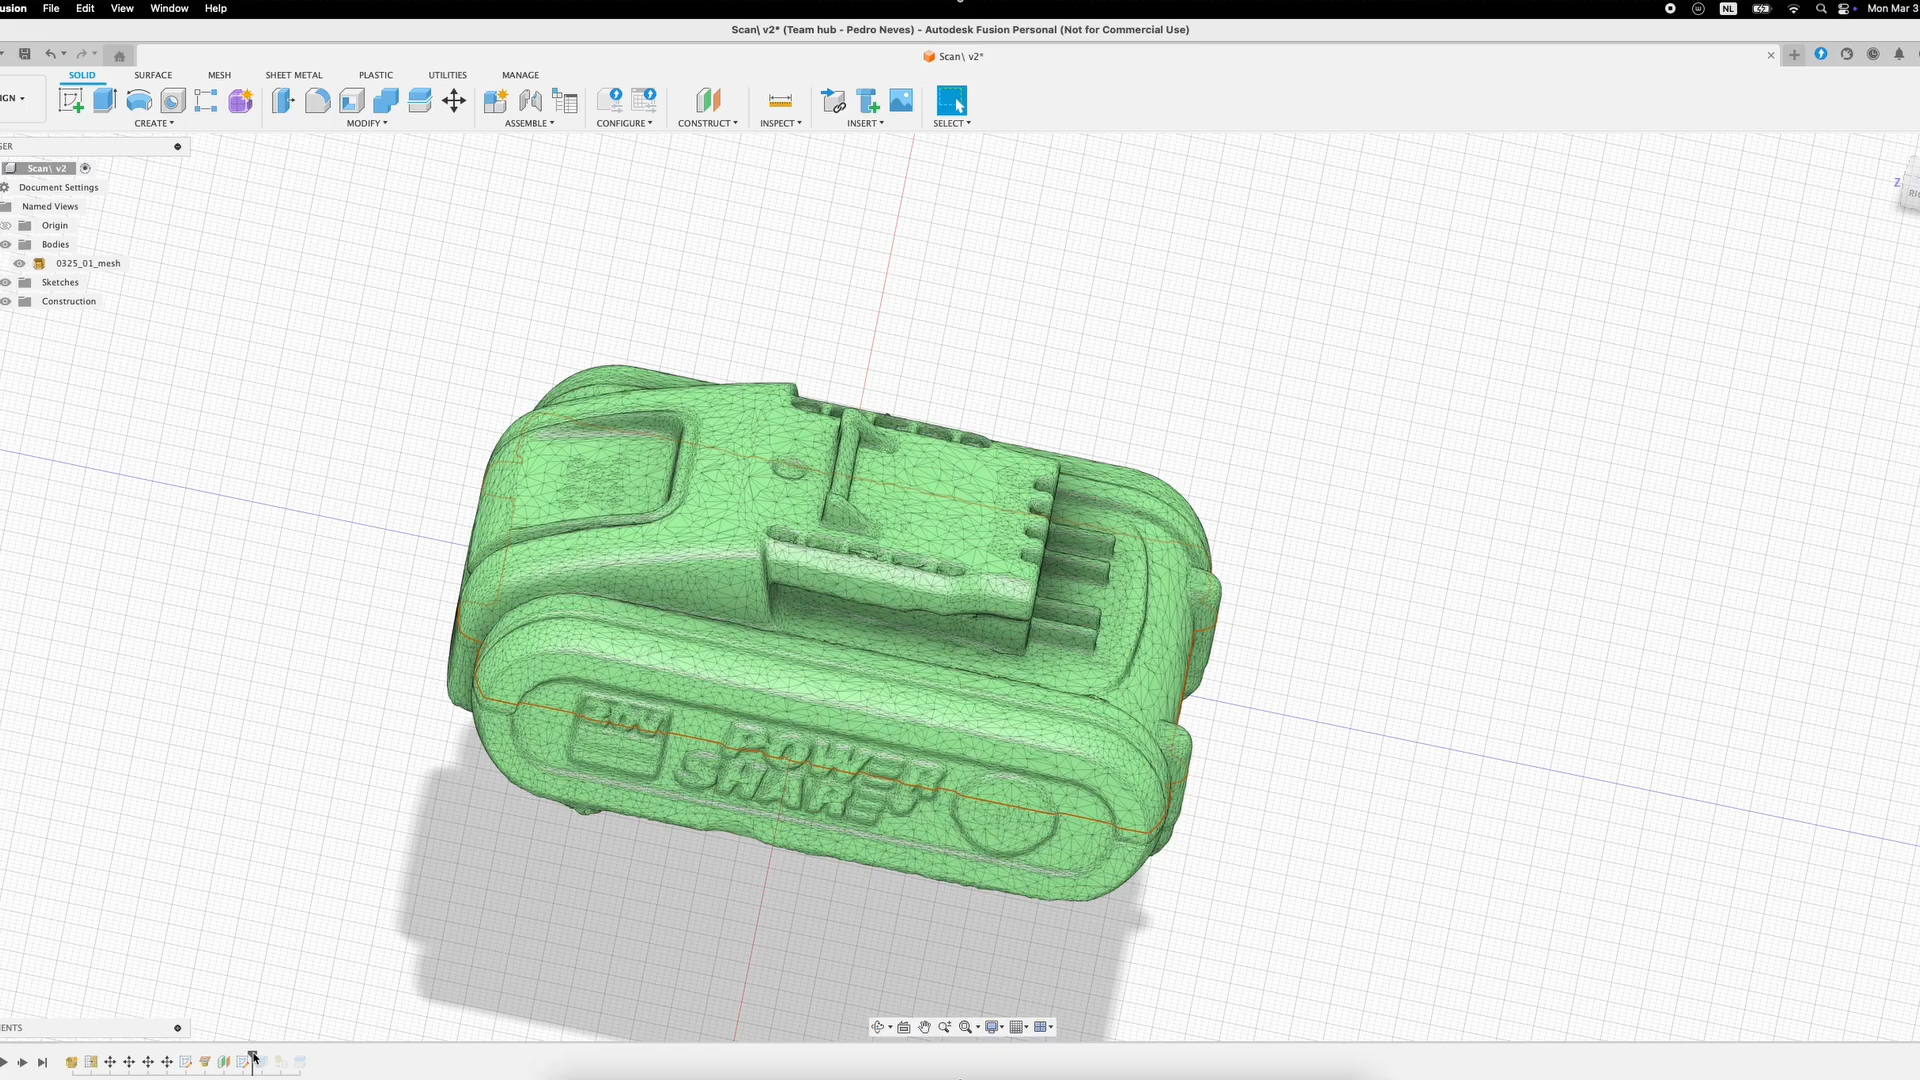 usion File Edit View Window Help
NL Mon Mar 3
Scan\ v2* (Team hub - Pedro Neves) - Autodesk Fusion Personal (Not for Commercial Use)
Scan\ v2*
SOLID SURFACE MESH SHEET METAL PLASTIC UTILITIES MANAGE
IGN
CREATE MODIFY ASSEMBLE CONFIGURE CONSTRUCT INSPECT INSERT SELECT
SER
Scan\ v2
Document Settings
Named Views
Origin
Bodies
0325_01_mesh
Sketches
Construction
Z
RIG
POWER
SHARE
ENTS